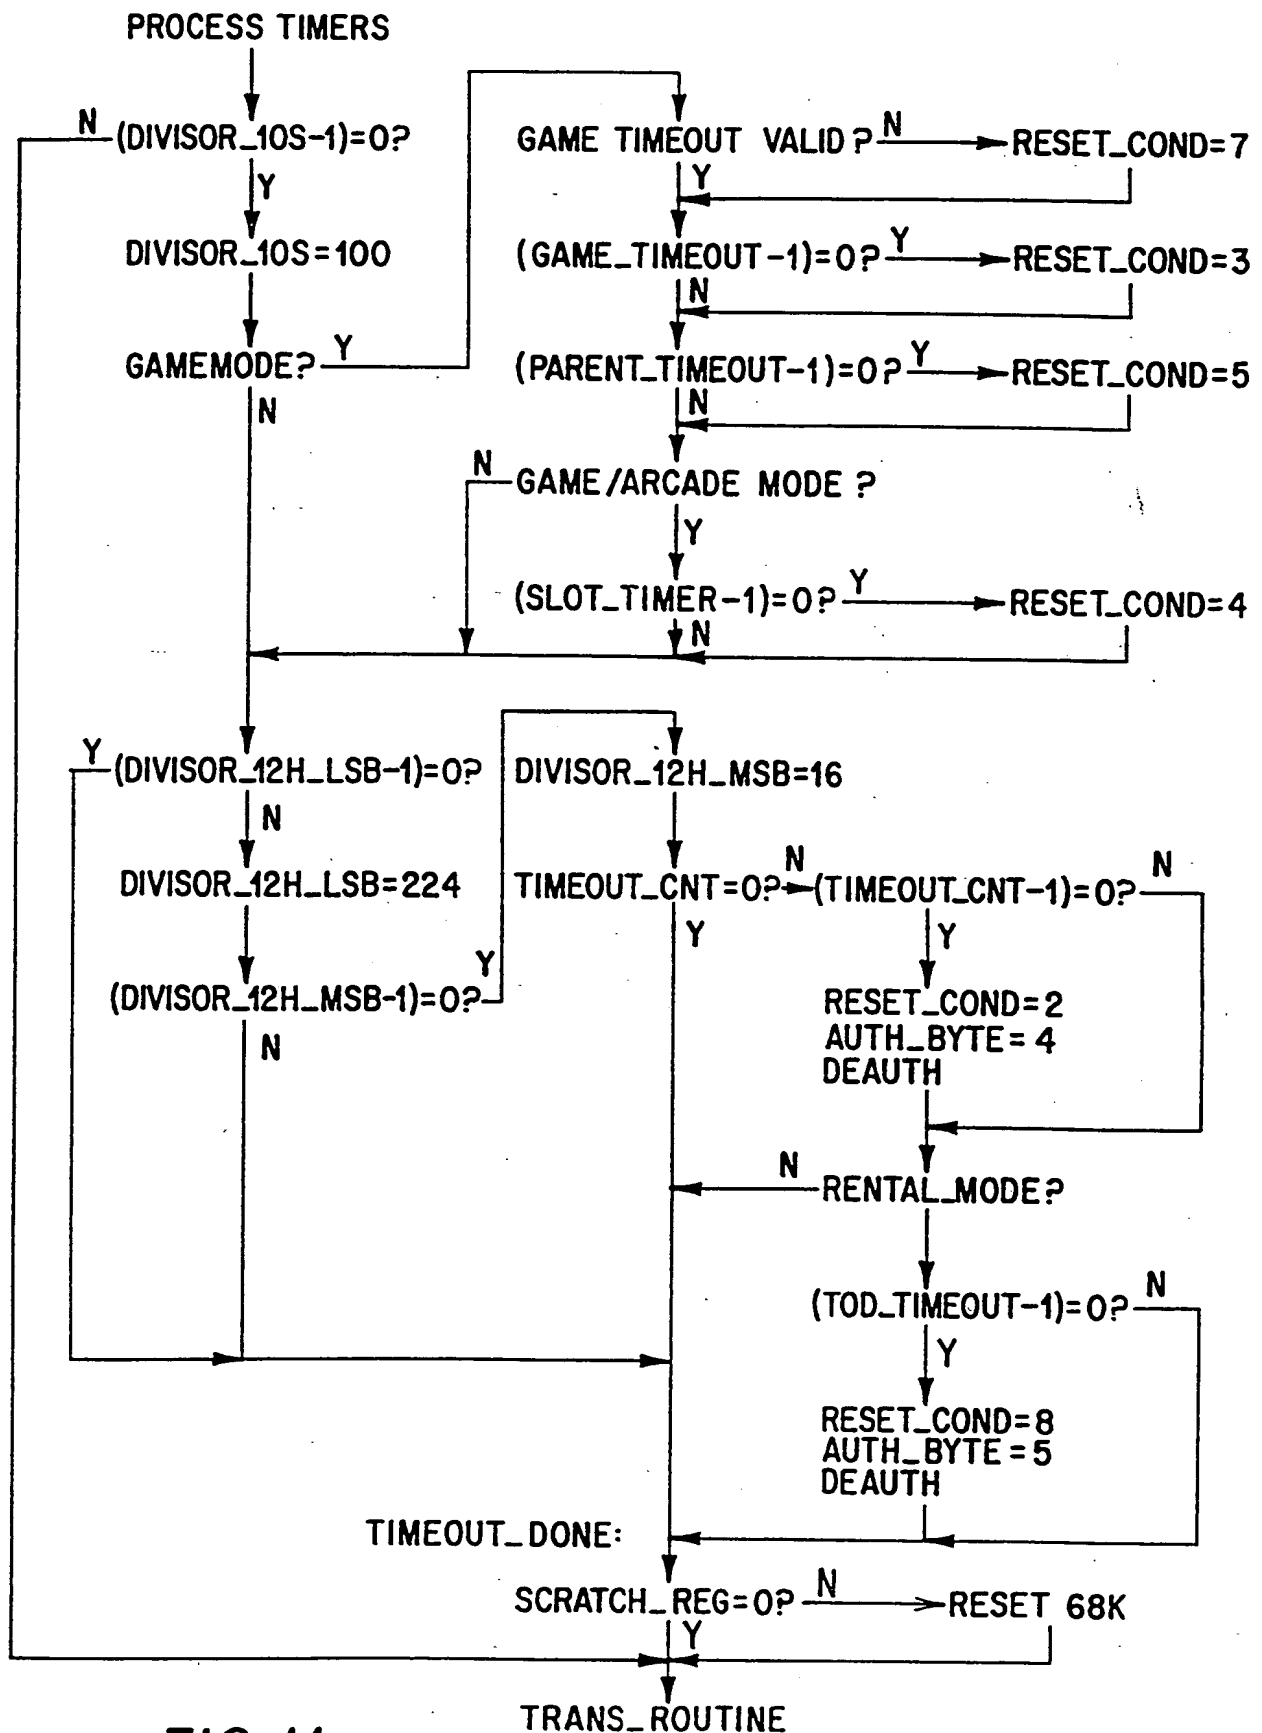 PROCESS TIMERS
N
(DIVISOR_10S-1)=0?
Y
DIVISOR_10S=100
GAMEMODE?
Y
N
GAME TIMEOUT VALID?
N
RESET_COND=7
Y
(GAME_TIMEOUT-1)=0?
Y
RESET_COND=3
N
(PARENT_TIMEOUT-1)=0?
Y
RESET_COND=5
N
N
GAME/ARCADE MODE ?
Y
(SLOT_TIMER-1)=0?
Y
RESET_COND=4
N
Y
(DIVISOR_12H_LSB-1)=0?
N
DIVISOR_12H_LSB=224
(DIVISOR_12H_MSB-1)=0?
Y
N
DIVISOR_12H_MSB=16
TIMEOUT_CNT=0?
N
(TIMEOUT_CNT-1)=0?
N
Y
Y
RESET_COND=2
AUTH_BYTE=4
DEAUTH
N
RENTAL_MODE?
(TOD_TIMEOUT-1)=0?
N
Y
RESET_COND=8
AUTH_BYTE=5
DEAUTH
TIMEOUT_DONE:
SCRATCH_REG=0?
N
RESET 68K
Y
TRANS_ROUTINE